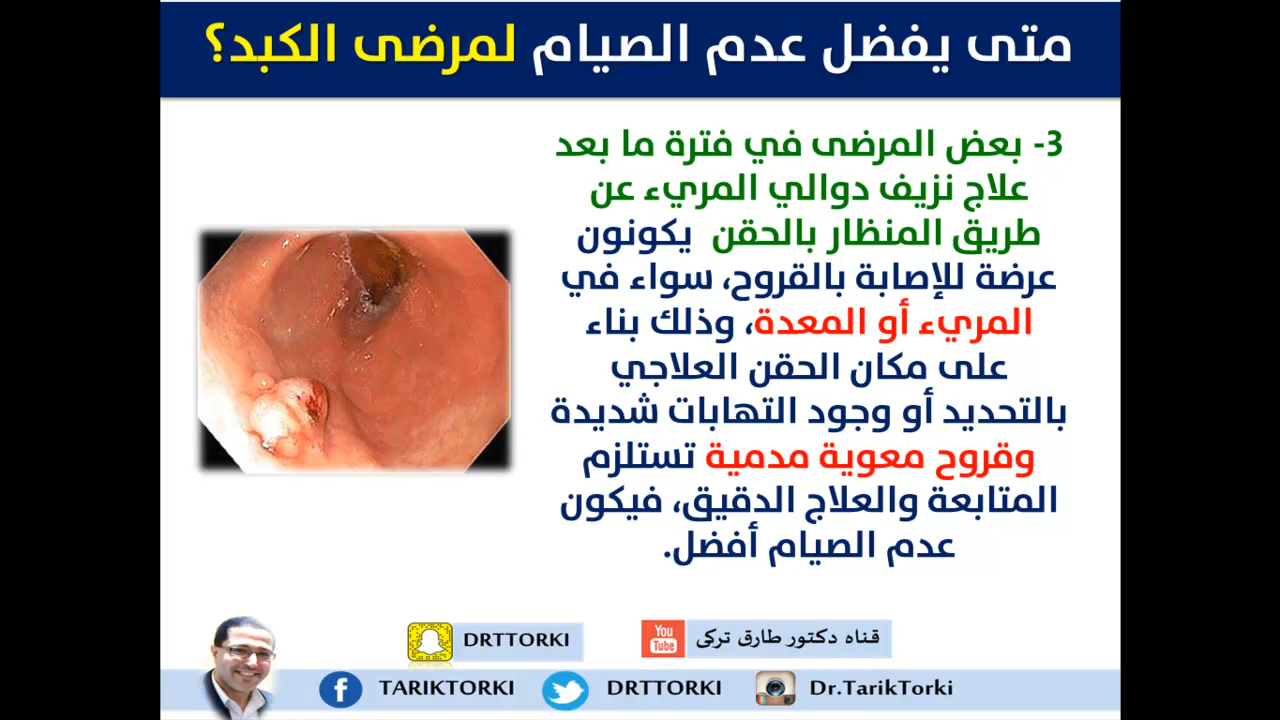 متى يفضل عدم الصيام لمرضى الكبد؟
3- بعض المرضى في فترة ما بعد
علاج نزيف دوالي المريء عن
طريق المنظار بالحقن يكونون
عرضة للإصابة بالقروح، سواء في
المريء أو المعدة، وذلك بناء
على مكان الحقن العلاجي
بالتحديد أو وجود التهابات شديدة
وقروح معوية مدمية تستلزم
المتابعة والعلاج الدقيق، فيكون
عدم الصيام أفضل.
DRTTORKI
You Tube
قناه دكتور طارق تركى
f TARIKTORKI
DRTTORKI
Dr.TarikTorki